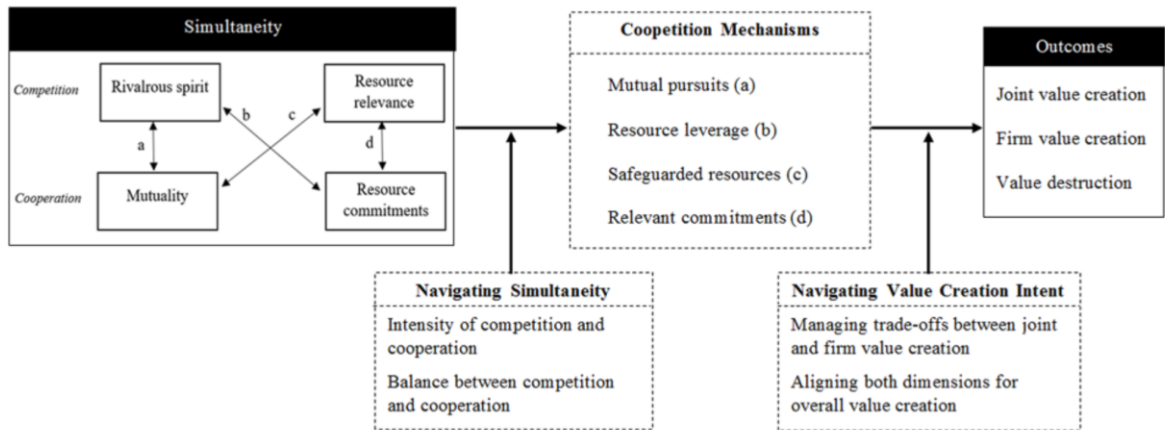 Simultaneity
Competition
Rivalrous spirit
Resource
relevance
b
c
a
d
Cooperation
Mutuality
Resource
commitments
Coopetition Mechanisms
Mutual pursuits (a)
Resource leverage (b)
Safeguarded resources (c)
Relevant commitments (d)
Outcomes
Joint value creation
Firm value creation
Value destruction
Navigating Simultaneity
Intensity of competition and
cooperation
Balance between competition
and cooperation
Navigating Value Creation Intent
Managing trade-offs between joint
and firm value creation
Aligning both dimensions for
overall value creation